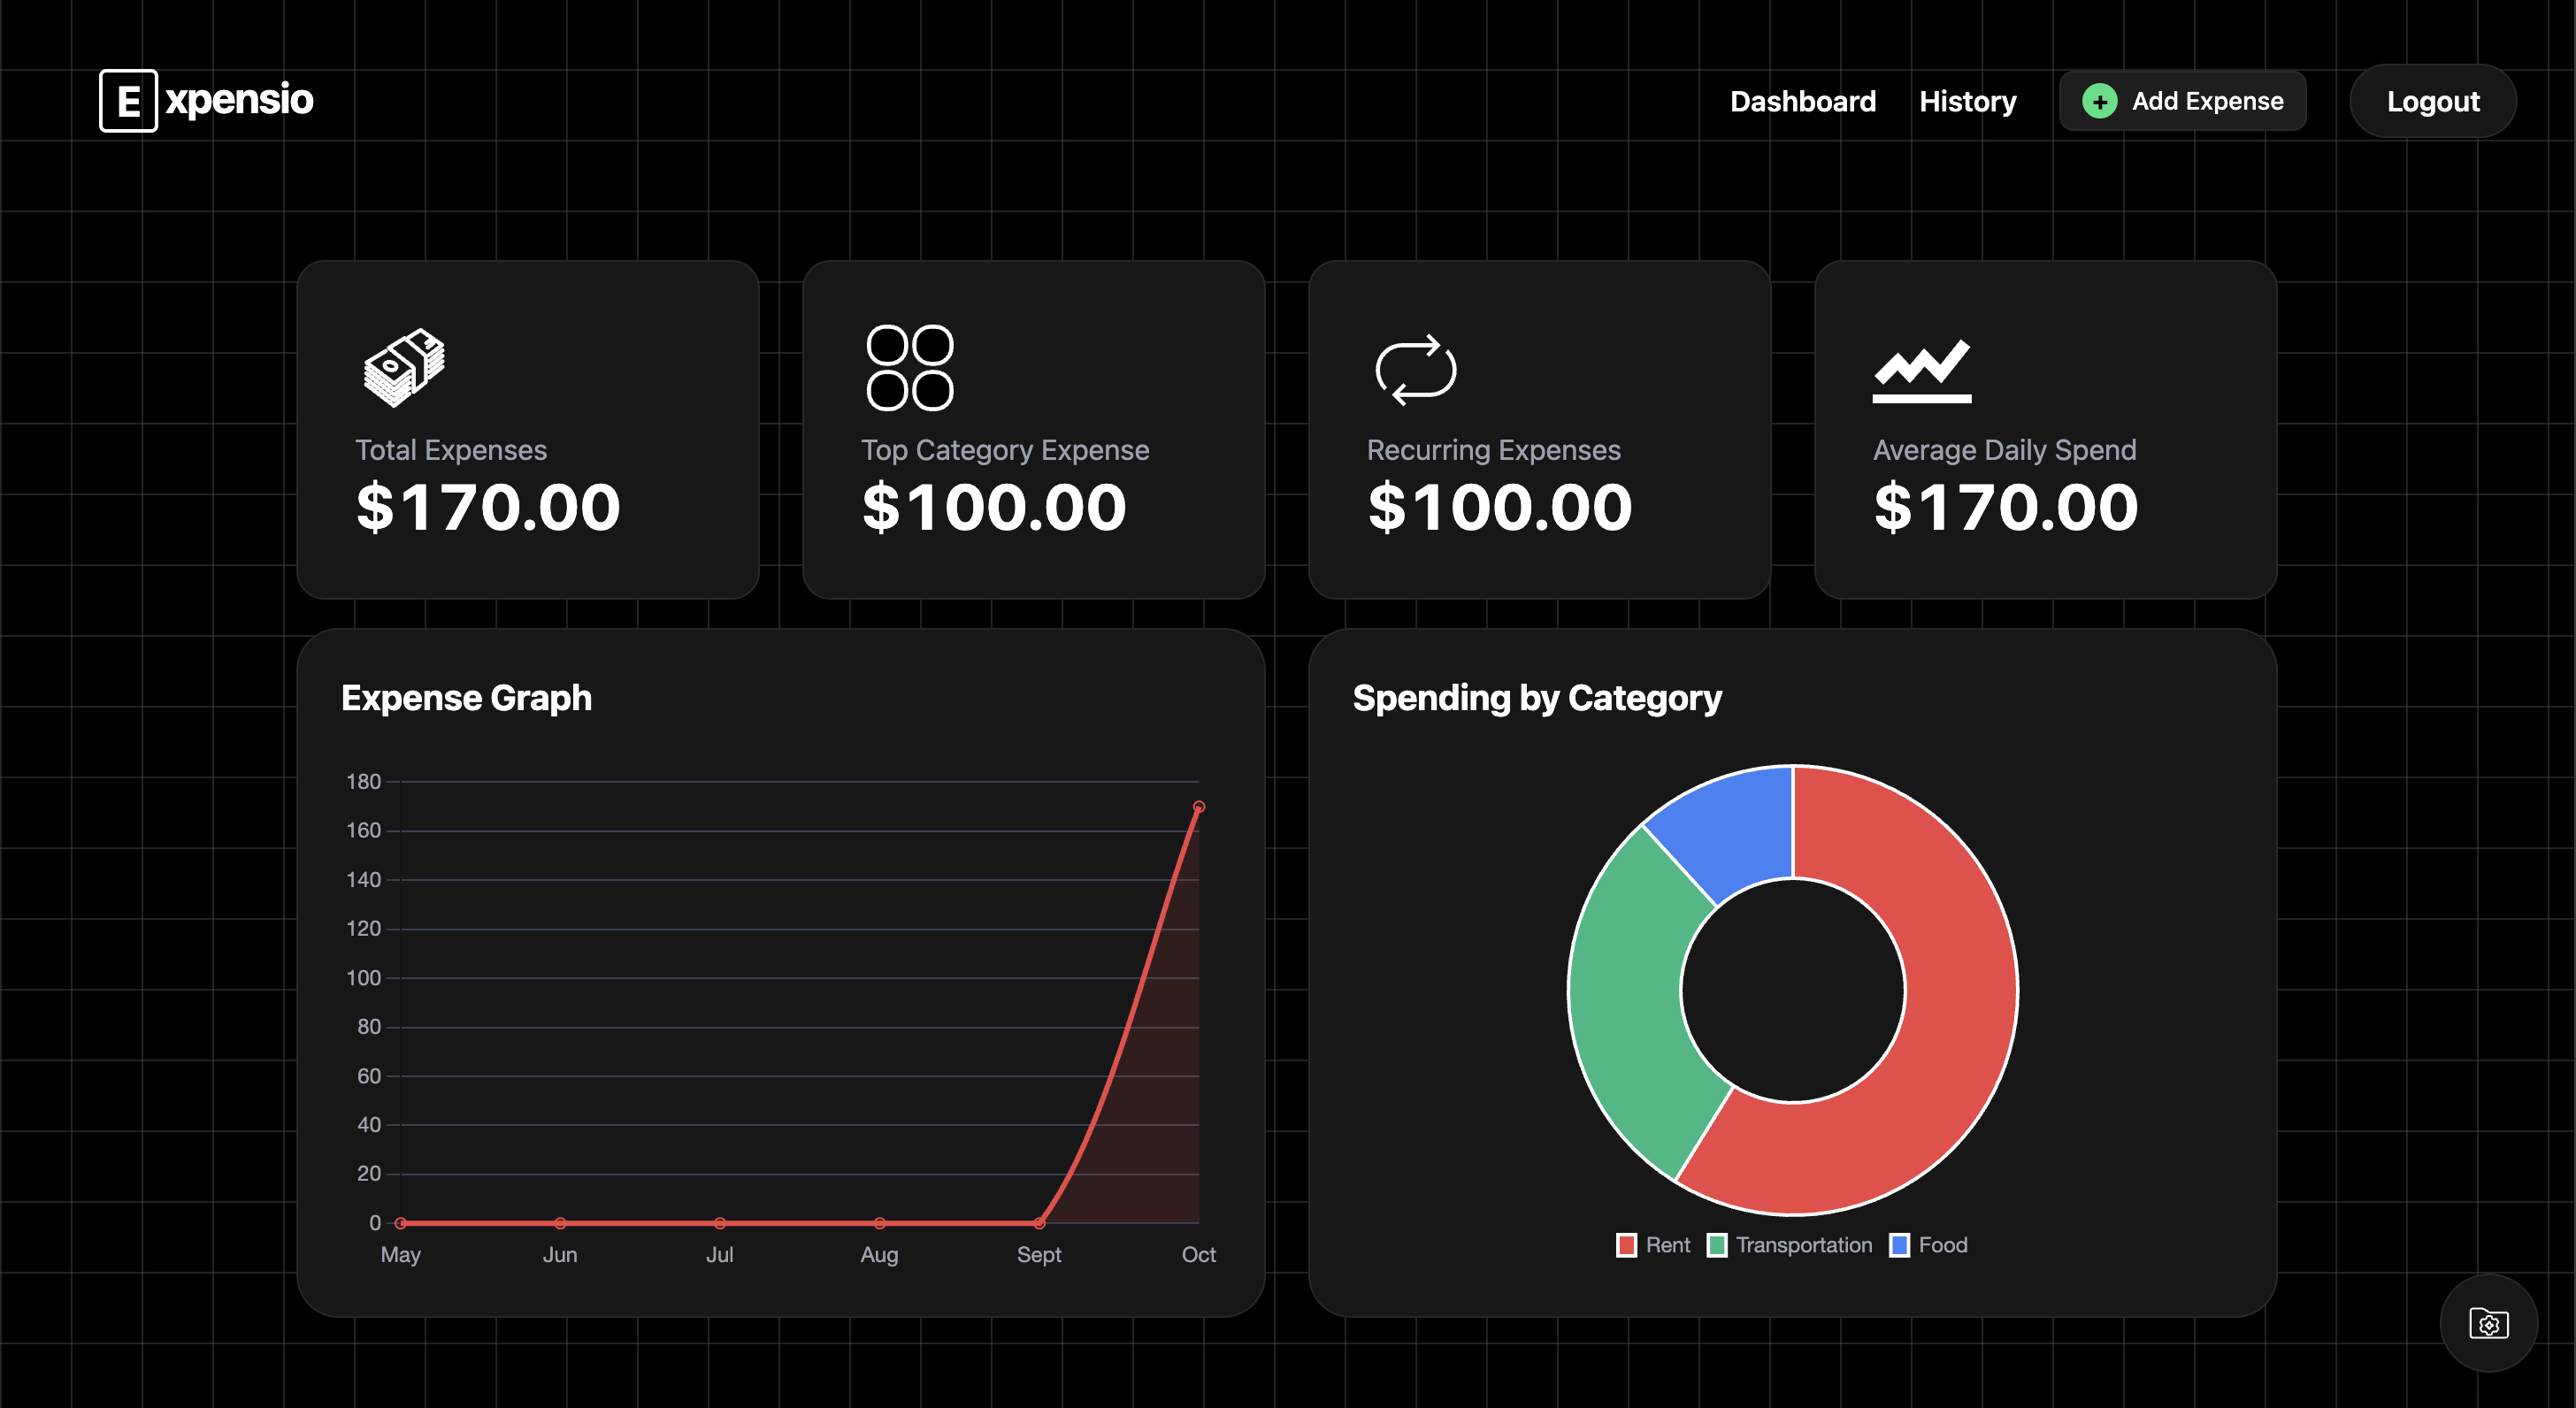 Expensio
Dashboard
History
+ Add Expense
Logout
Total Expenses
$170.00
Top Category Expense
$100.00
Recurring Expenses
$100.00
Average Daily Spend
$170.00
Expense Graph
180
160
140
120
100
80
60
40
20
0
May Jun Jul Aug Sept Oct
Spending by Category
Rent Transportation Food